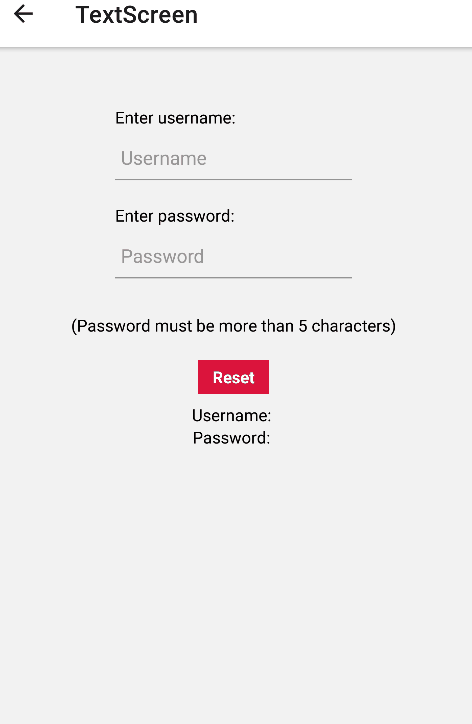 TextScreen
Enter username:
Username
Enter password:
Password
(Password must be more than 5 characters)
Reset
Username:
Password: